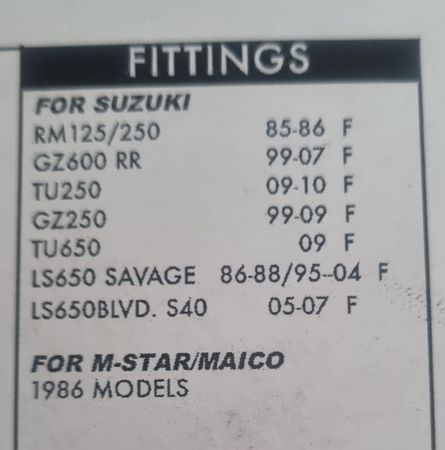 FITTINGS
FOR SUZUKI
RM125/250 85-86 F
GZ600 RR 99-07 F
TU250 09-10 F
GZ250 99-09 F
TU650 09 F
LS650 SAVAGE 86-88/95--04 F
LS650BLVD. S40 05-07 F
FOR M-STAR/MAICO
1986 MODELS